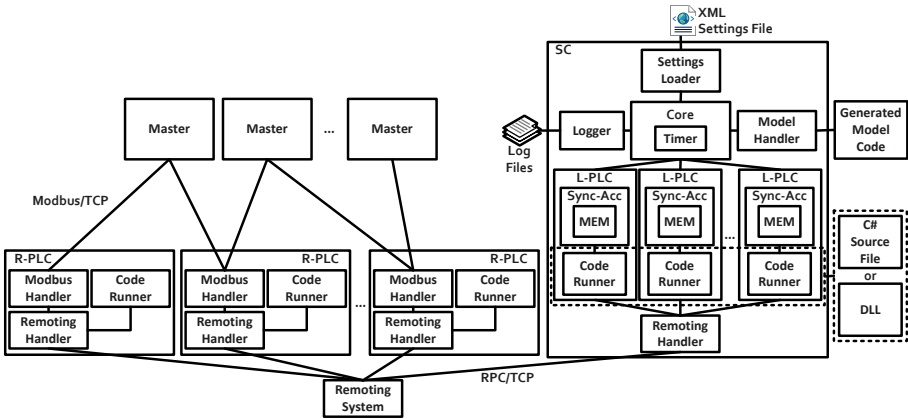 XML
Settings File
SC
Settings
Loader
Master
Master
...
Master
Log
Files
Logger
Core
Timer
Model
Handler
Generated
Model
Code
Modbus/TCP
L-PLC
Sync-Acc
MEM
Code
Runner
L-PLC
Sync-Acc
MEM
Code
Runner
...
L-PLC
Sync-Acc
MEM
Code
Runner
C#
Source
File
or
DLL
R-PLC
Modbus
Handler
Code
Runner
Remoting
Handler
R-PLC
Modbus
Handler
Code
Runner
Remoting
Handler
...
R-PLC
Modbus
Handler
Code
Runner
Remoting
Handler
Remoting
Handler
RPC/TCP
Remoting
System